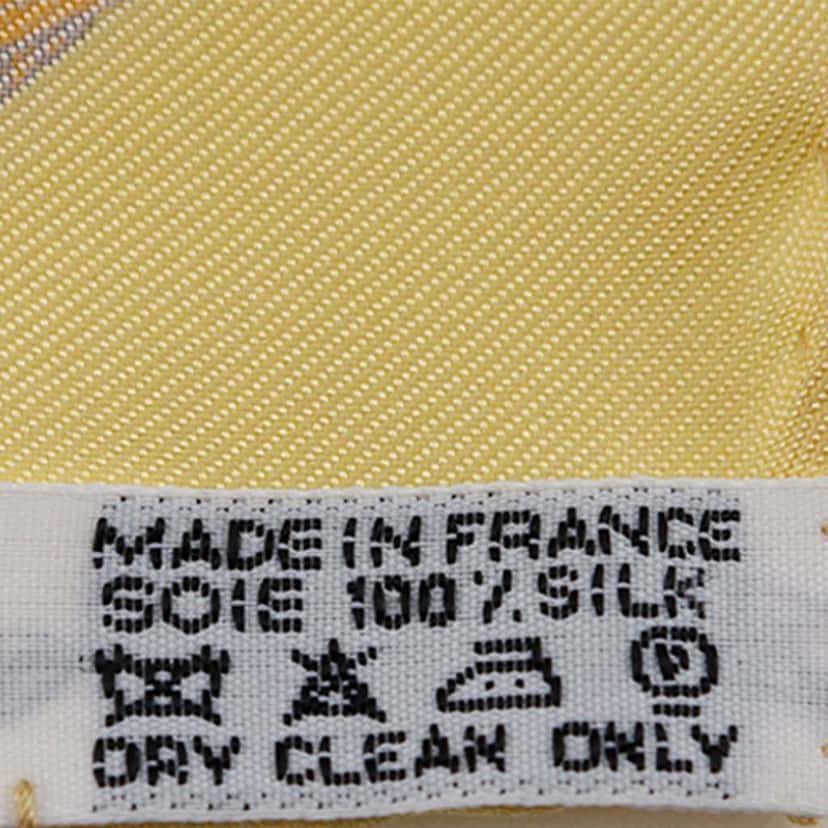 MADE IN FRANCE
SOIE 100% SILK
P
DRY CLEAN ONLY